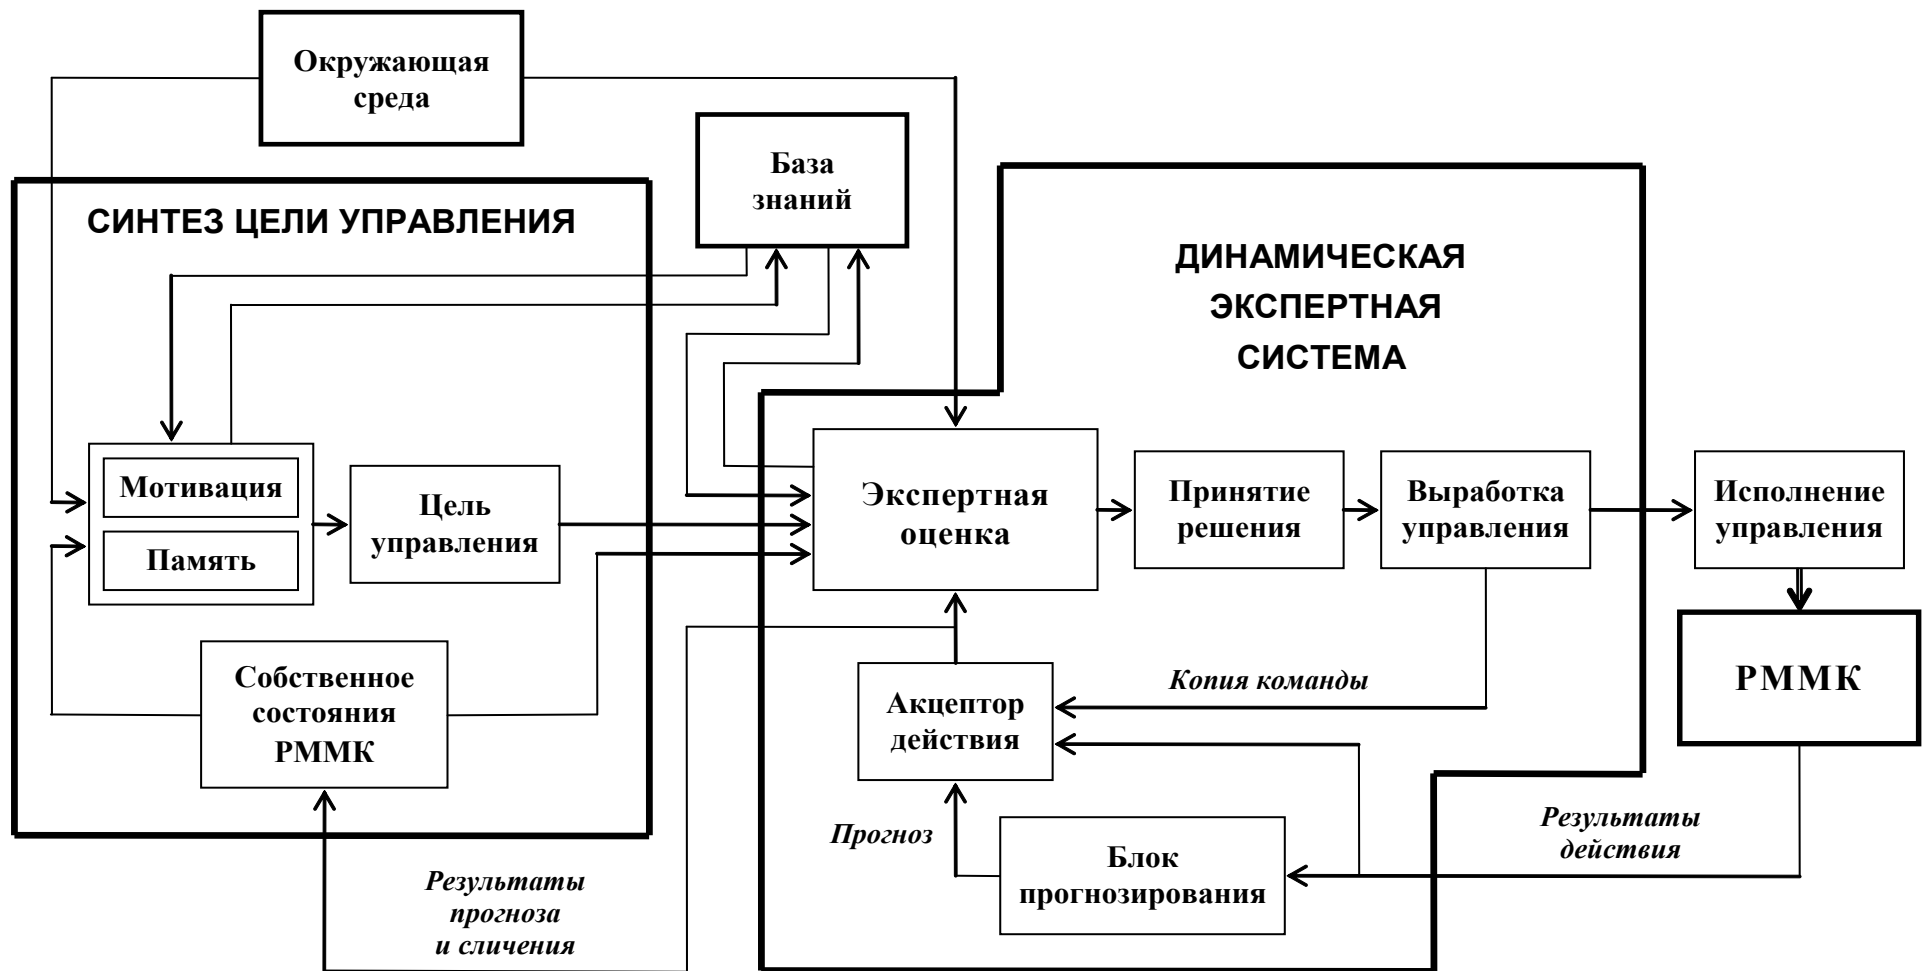 Окружающая
среда
База
знаний
СИНТЕЗ ЦЕЛИ УПРАВЛЕНИЯ
ДИНАМИЧЕСКАЯ
ЭКСПЕРТНАЯ
СИСТЕМА
Мотивация
Память
Цель
управления
Экспертная
оценка
Принятие
решения
Выработка
управления
Исполнение
управления
Собственное
состояния
РММК
Акцептор
действия
Копия команды
РММК
Прогноз
Блок
прогнозирования
Результаты
действия
Результаты
прогноза
и сличения